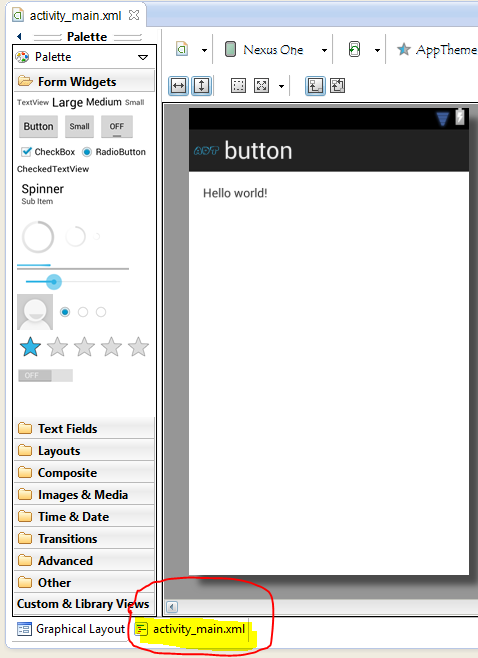 activity_main.xml
Palette
Palette
Nexus One
AppTheme
Form Widgets
TextView Large Medium Small
Button Small OFF
CheckBox RadioButton
CheckedTextView
Spinner
Sub Item
OFF
button
Hello world!
Text Fields
Layouts
Composite
Images & Media
Time & Date
Transitions
Advanced
Other
Custom & Library Views
Graphical Layout activity_main.xml